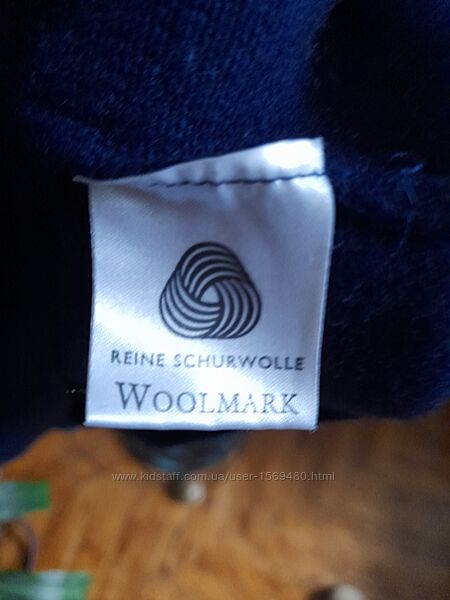 REINE SCHURWOLLE
WOOLMARK
www.kidstaff.com.ua/user-1569480.html